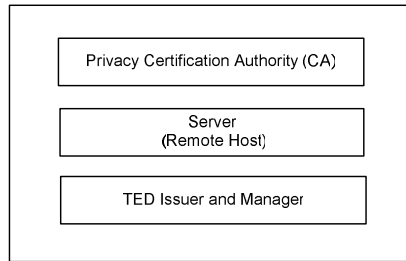 Privacy Certification Authority (CA)
Server
(Remote Host)
TED Issuer and Manager